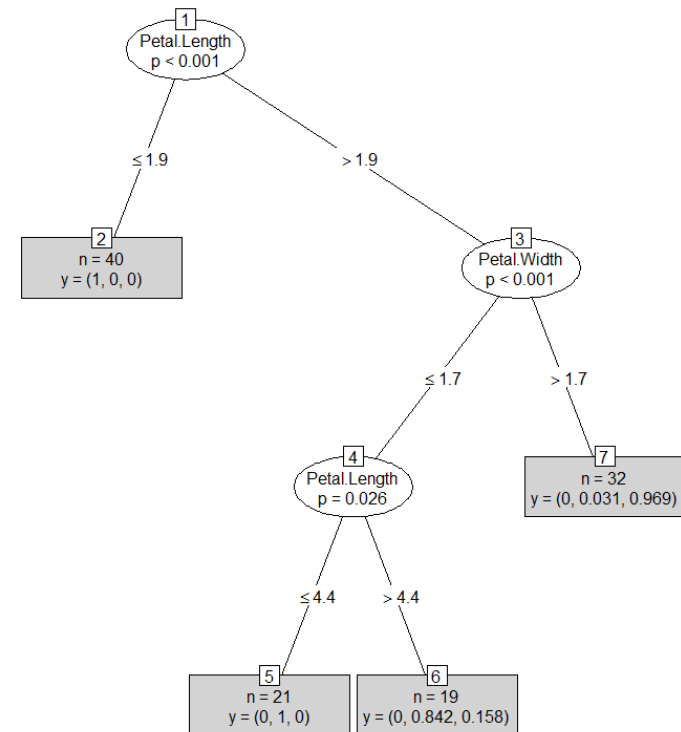 1
Petal.Length
p < 0.001
≤ 1.9
> 1.9
2
n = 40
y = (1, 0, 0)
3
Petal.Width
p < 0.001
≤ 1.7
> 1.7
4
Petal.Length
p = 0.026
7
n = 32
y = (0, 0.031, 0.969)
≤ 4.4
> 4.4
5
n = 21
y = (0, 1, 0)
6
n = 19
y = (0, 0.842, 0.158)